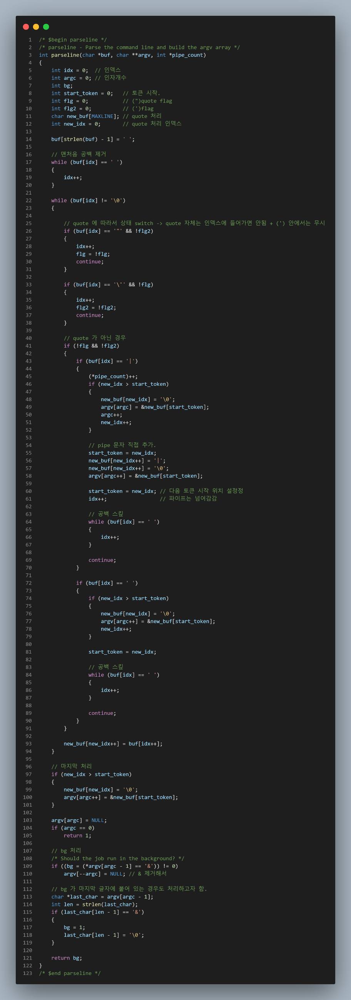 1 /* $begin parseline */
2 /* parseline - Parse the command line and build the argv array */
3 int parseline(char *buf, char **argv, int *pipe_count)
4 {
5     int idx = 0;  // 인덱스
6     int argc = 0; // 인자개수
7     int bg;
8     int start_token = 0;   // 토큰 시작.
9     int flg = 0;           // (")quote flag
10     int flg2 = 0;          // (')flag
11     char new_buf[MAXLINE]; // quote 처리
12     int new_idx = 0;       // quote 처리 인덱스
13
14     buf[strlen(buf) - 1] = ' ';
15
16     // 맨처음 공백 제거
17     while (buf[idx] == ' ')
18     {
19         idx++;
20     }
21
22     while (buf[idx] != '\0')
23     {
24
25         // quote 에 따라서 상태 switch -> quote 자체는 인덱스에 들어가면 안됨 + (') 안에서는 무시
26         if (buf[idx] == '"' && !flg2)
27         {
28             idx++;
29             flg = !flg;
30             continue;
31         }
32
33         if (buf[idx] == '\'' && !flg)
34         {
35             idx++;
36             flg2 = !flg2;
37             continue;
38         }
39
40         // quote 가 아닌 경우
41         if (!flg && !flg2)
42         {
43             if (buf[idx] == '|')
44             {
45                 (*pipe_count)++;
46                 if (new_idx > start_token)
47                 {
48                     new_buf[new_idx] = '\0';
49                     argv[argc] = &new_buf[start_token];
50                     argc++;
51                     new_idx++;
52                 }
53
54                 // pipe 문자 직접 추가.
55                 start_token = new_idx;
56                 new_buf[new_idx++] = '|';
57                 new_buf[new_idx++] = '\0';
58                 argv[argc++] = &new_buf[start_token];
59
60                 start_token = new_idx; // 다음 토큰 시작 위치 설정정
61                 idx++;                 // 파이프는 넘어감감
62
63                 // 공백 스킾
64                 while (buf[idx] == ' ')
65                 {
66                     idx++;
67                 }
68
69                 continue;
70             }
71
72             if (buf[idx] == ' ')
73             {
74                 if (new_idx > start_token)
75                 {
76                     new_buf[new_idx] = '\0';
77                     argv[argc++] = &new_buf[start_token];
78                     new_idx++;
79                 }
80
81                 start_token = new_idx;
82
83                 // 공백 스킾
84                 while (buf[idx] == ' ')
85                 {
86                     idx++;
87                 }
88
89                 continue;
90             }
91         }
92
93         new_buf[new_idx++] = buf[idx++];
94     }
95
96     // 마지막 처리
97     if (new_idx > start_token)
98     {
99         new_buf[new_idx] = '\0';
100         argv[argc++] = &new_buf[start_token];
101     }
102
103     argv[argc] = NULL;
104     if (argc == 0)
105         return 1;
106
107     // bg 처리
108     /* Should the job run in the background? */
109     if ((bg = (*argv[argc - 1] == '&')) != 0)
110         argv[--argc] = NULL; // & 제거해서
111
112     // bg 가 마지막 글자에 붙어 있는 경우도 처리하고자 함.
113     char *last_char = argv[argc - 1];
114     int len = strlen(last_char);
115     if (last_char[len - 1] == '&')
116     {
117         bg = 1;
118         last_char[len - 1] = '\0';
119     }
120
121     return bg;
122 }
123 /* $end parseline */